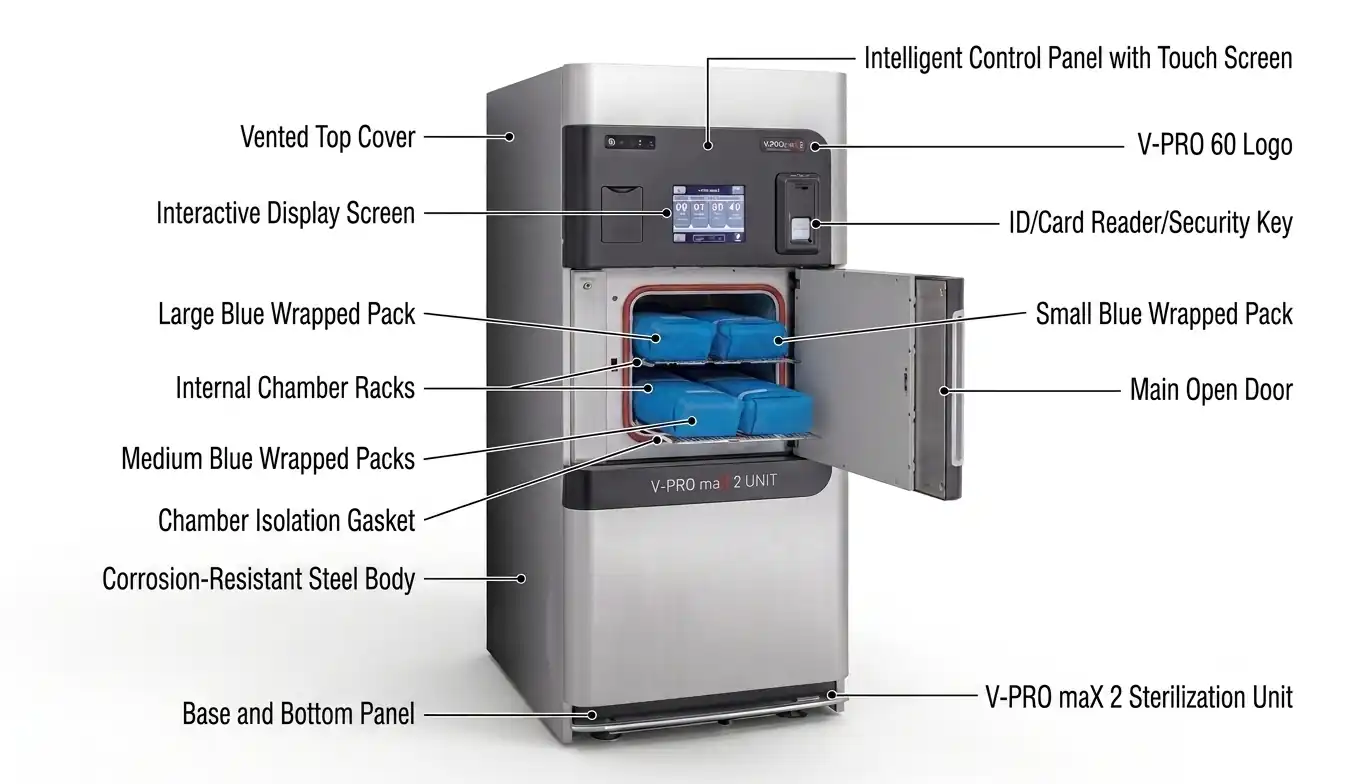 Intelligent Control Panel with Touch Screen
Vented Top Cover
V-PRO 60 Logo
Interactive Display Screen
ID/Card Reader/Security Key
Large Blue Wrapped Pack
Small Blue Wrapped Pack
Internal Chamber Racks
Main Open Door
Medium Blue Wrapped Packs
V-PRO maX 2 UNIT
Chamber Isolation Gasket
Corrosion-Resistant Steel Body
V-PRO maX 2 Sterilization Unit
Base and Bottom Panel